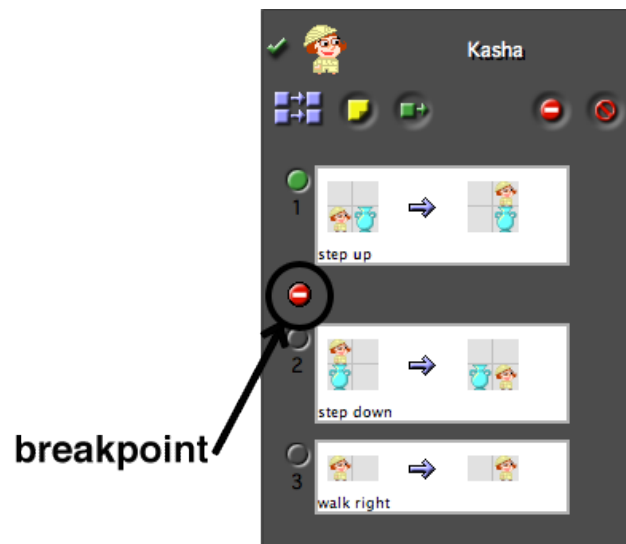 Kasha
1
step up
2
step down
breakpoint
3
walk right